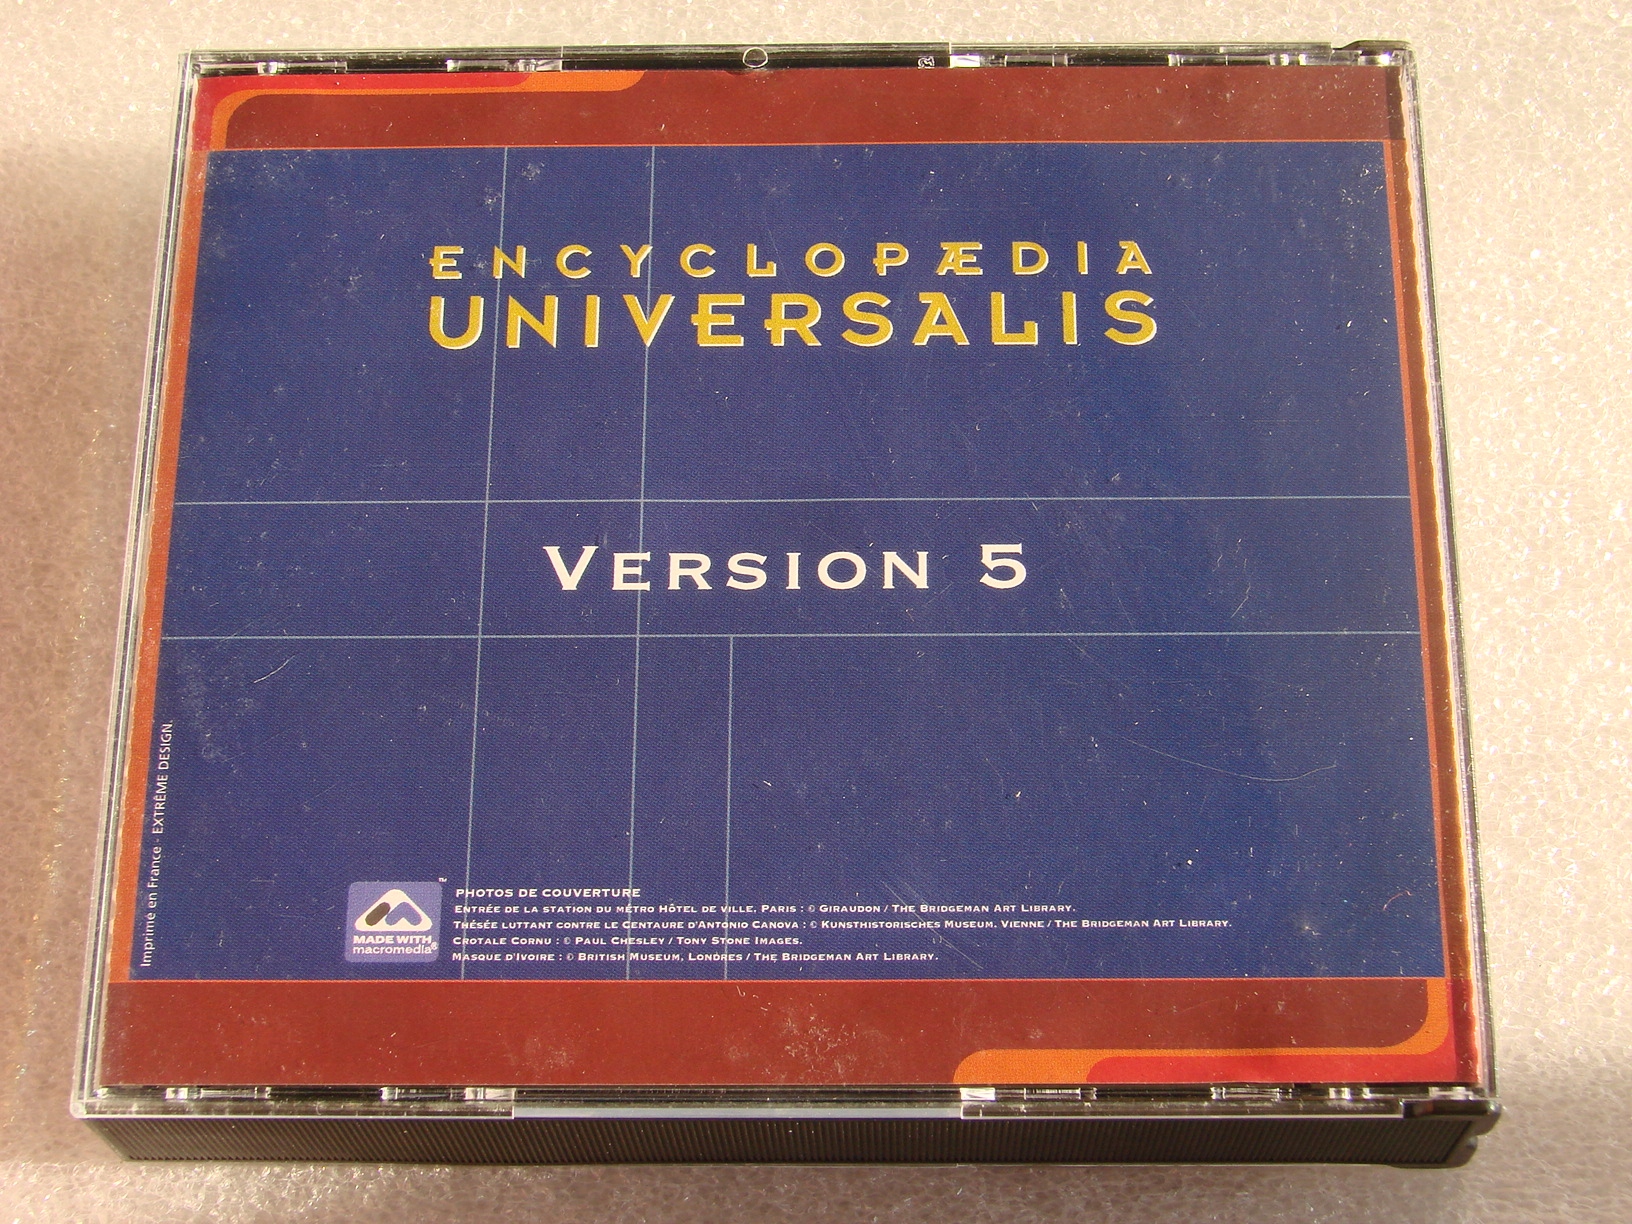 ENCYCLOPÆDIA
UNIVERSALIS
VERSION 5
Imprimé en France - EXTRÊME DESIGN.
MADE WITH
macromedia®
™
PHOTOS DE COUVERTURE
ENTRÉE DE LA STATION DU MÉTRO HÔTEL DE VILLE, PARIS : © GIRAUDON / THE BRIDGEMAN ART LIBRARY.
THÉSÉE LUTTANT CONTRE LE CENTAURE D'ANTONIO CANOVA : © KUNSTHISTORISCHES MUSEUM, VIENNE / THE BRIDGEMAN ART LIBRARY.
CROTALE CORNU : © PAUL CHESLEY / TONY STONE IMAGES.
MASQUE D'IVOIRE : © BRITISH MUSEUM, LONDRES / THE BRIDGEMAN ART LIBRARY.